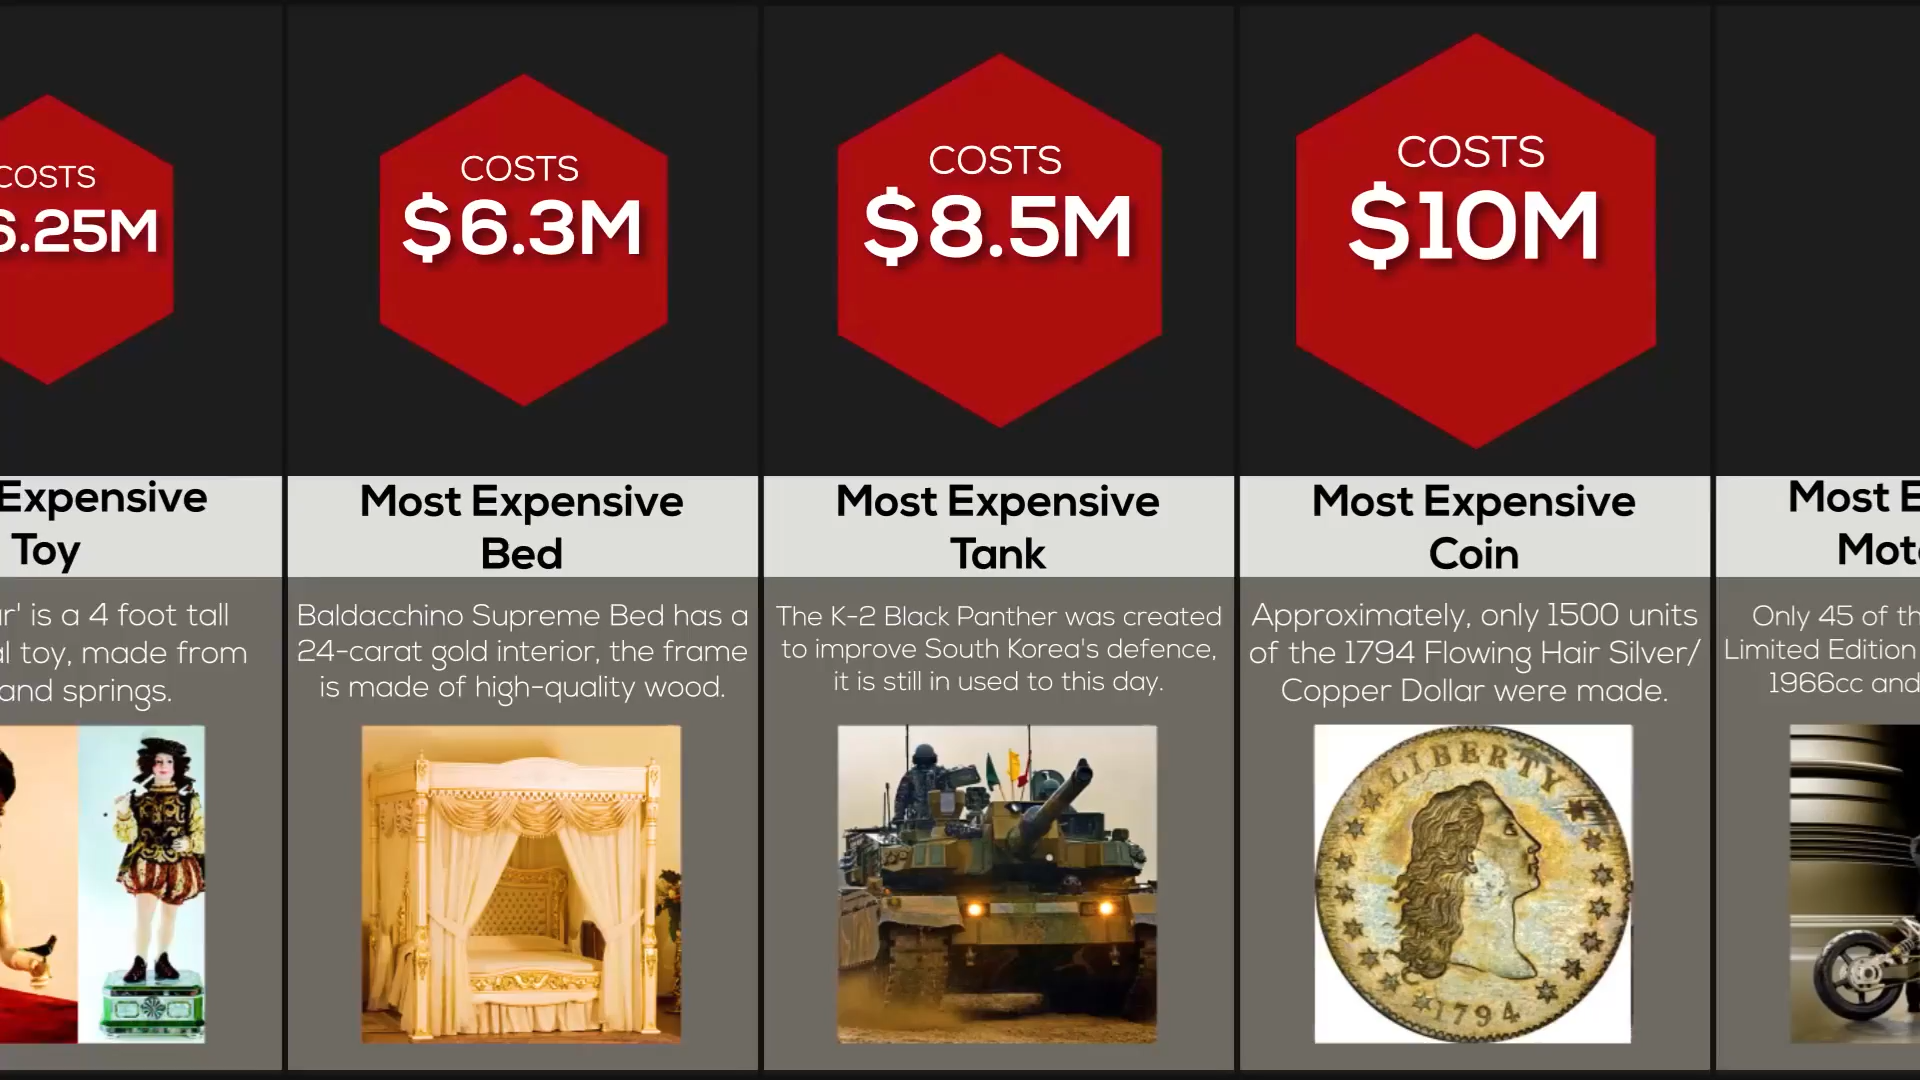 COSTS
6.25M
Expensive
Toy
r' is a 4 foot tall
l toy, made from
and springs.
COSTS
$6.3M
Most Expensive
Bed
Baldacchino Supreme Bed has a
24-carat gold interior, the frame
is made of high-quality wood.
COSTS
$8.5M
Most Expensive
Tank
The K-2 Black Panther was created
to improve South Korea's defence,
it is still in used to this day.
COSTS
$10M
Most Expensive
Coin
Approximately, only 1500 units
of the 1794 Flowing Hair Silver/
Copper Dollar were made.
LIBERTY
1794
Most E
Mot
Only 45 of th
Limited Edition
1966cc and